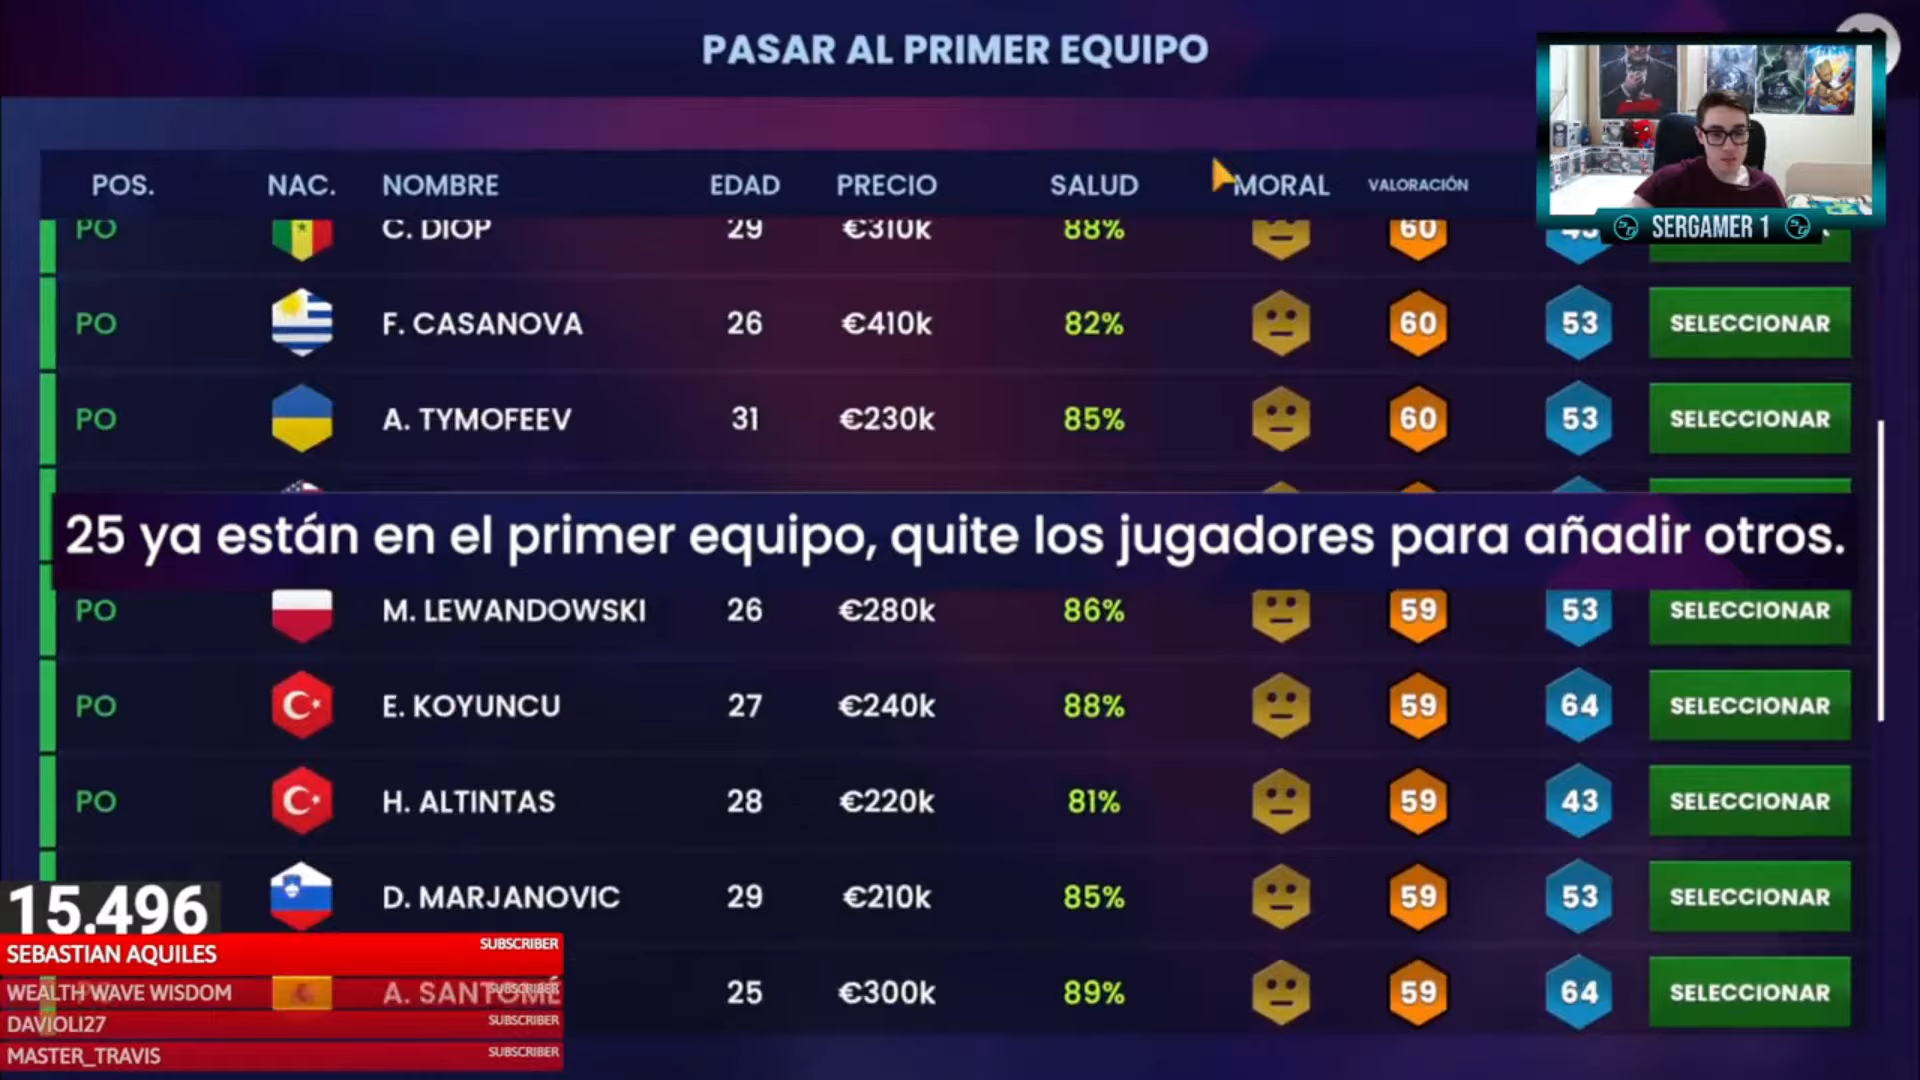 PASAR AL PRIMER EQUIPO
POS. NAC. NOMBRE EDAD PRECIO SALUD MORAL VALORACIÓN
PO C. DIOP 29 €310k 88% 60
SERGAMER 1
PO F. CASANOVA 26 €410k 82% 60 53 SELECCIONAR
PO A. TYMOFEEV 31 €230k 85% 60 53 SELECCIONAR
25 ya están en el primer equipo, quite los jugadores para añadir otros.
PO M. LEWANDOWSKI 26 €280k 86% 59 53 SELECCIONAR
PO E. KOYUNCU 27 €240k 88% 59 64 SELECCIONAR
PO H. ALTINTAS 28 €220k 81% 59 43 SELECCIONAR
D. MARJANOVIC 29 €210k 85% 59 53 SELECCIONAR
15.496
SEBASTIAN AQUILES SUBSCRIBER
A. SANTOMÉ 25 €300k 89% 59 64 SELECCIONAR
WEALTH WAVE WISDOM SUBSCRIBER
DAVIOLI27 SUBSCRIBER
MASTER_TRAVIS SUBSCRIBER